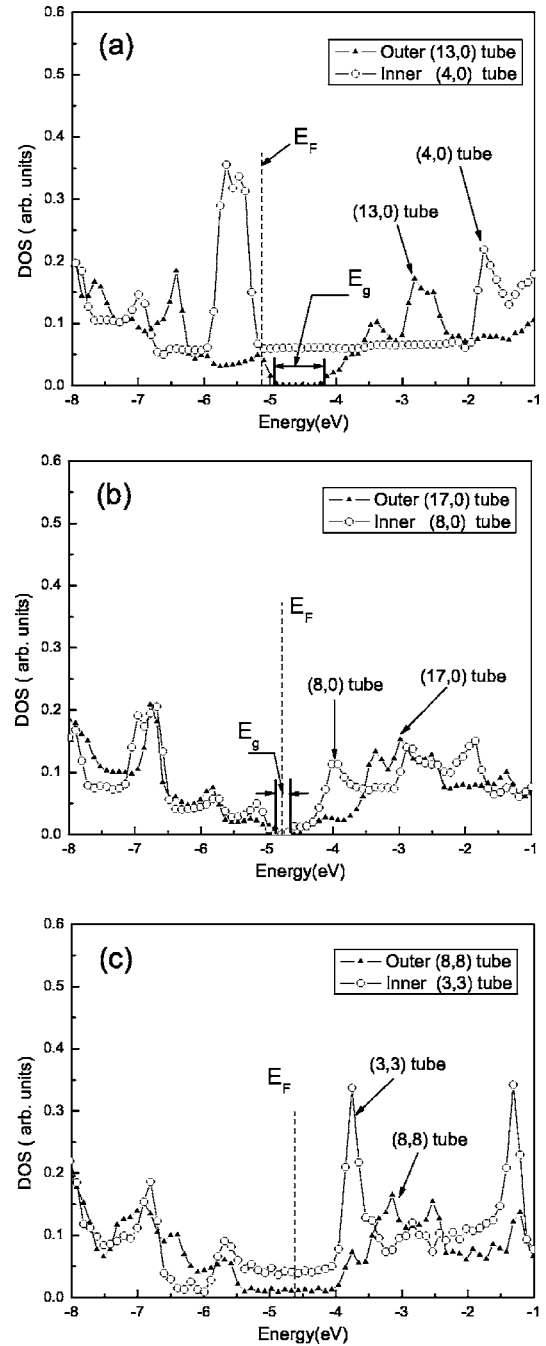 (a)
Outer (13,0) tube
Inner (4,0) tube
E_F
(4,0) tube
(13,0) tube
E_g
DOS ( arb. units)
0.6
0.5
0.4
0.3
0.2
0.1
0.0
-8 -7 -6 -5 -4 -3 -2 -1
Energy(eV)
(b)
Outer (17,0) tube
Inner (8,0) tube
E_F
(17,0) tube
(8,0) tube
E_g
DOS ( arb. units)
0.6
0.5
0.4
0.3
0.2
0.1
0.0
-8 -7 -6 -5 -4 -3 -2 -1
Energy(eV)
(c)
Outer (8,8) tube
Inner (3,3) tube
E_F
(3,3) tube
(8,8) tube
DOS ( arb. units)
0.6
0.5
0.4
0.3
0.2
0.1
0.0
-8 -7 -6 -5 -4 -3 -2 -1
Energy(eV)